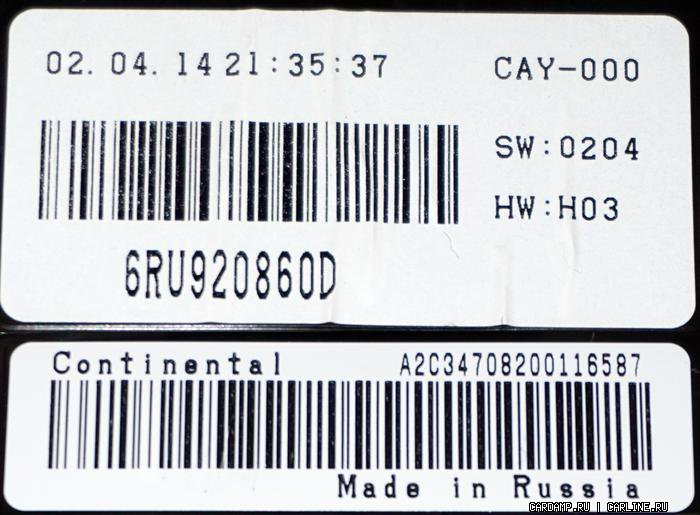 02. 04. 14 21:35:37 CAY-000
SW:0204
HW:H03
6RU920860D
Continental A2C34708200116587
Made in Russia
CARDAMP.RU | CARLINE.RU